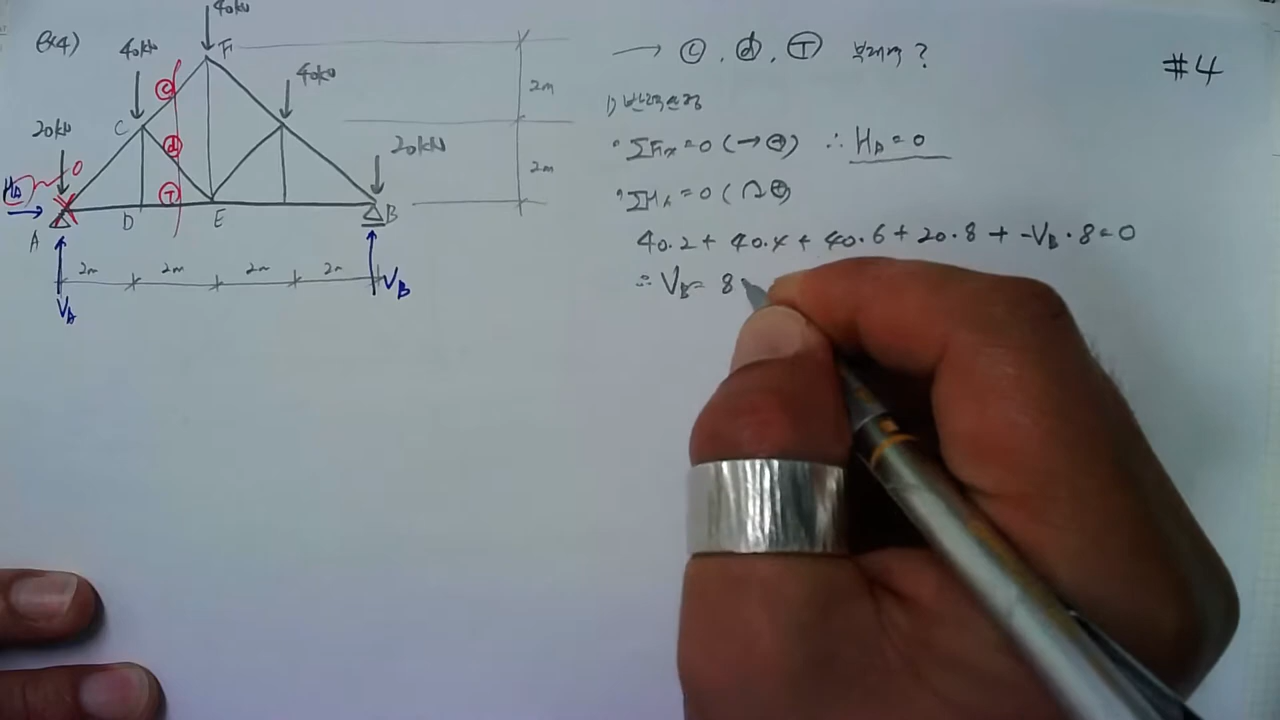 Ex4)
40kN
F
40kN
40kN
C
20kN
20kN
HA
0
C
d
T
A
D
E
B
2m
2m
2m
2m
2m
2m
VA
VB
→ Ⓒ, ⓓ, Ⓣ 부재력?
#4
1) 반력산정
ΣFx=0 (→⊕) ∴ HA=0
=0 (↷⊕)
40·2 + 40·4 + 40·6 + 20·8 + -VB·8=0
∴ VB= 8